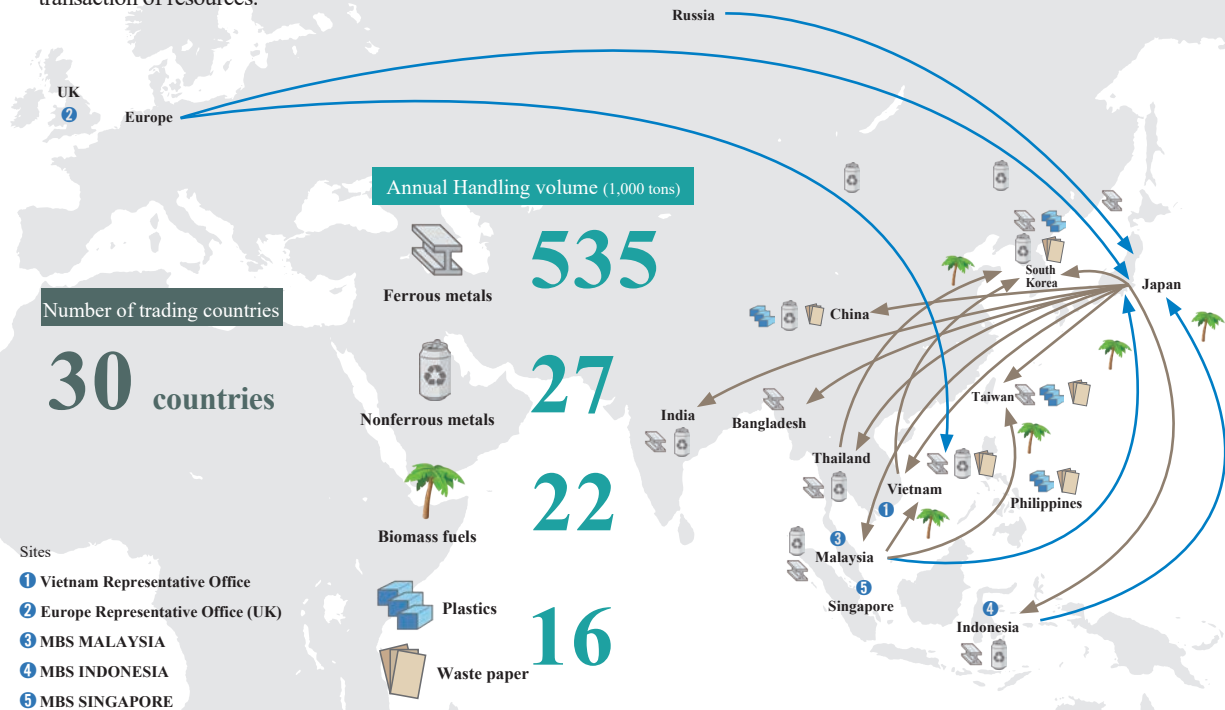 transaction of resources.
Russia
UK
2
Europe
Annual Handling volume (1,000 tons)
Ferrous metals
535
Number of trading countries
30 countries
Nonferrous metals
27
Biomass fuels
22
Plastics
Waste paper
16
South
Korea
Japan
China
India
Bangladesh
Taiwan
Thailand
Vietnam
1
Philippines
3
Malaysia
5
Singapore
4
Indonesia
Sites
1 Vietnam Representative Office
2 Europe Representative Office (UK)
3 MBS MALAYSIA
4 MBS INDONESIA
5 MBS SINGAPORE